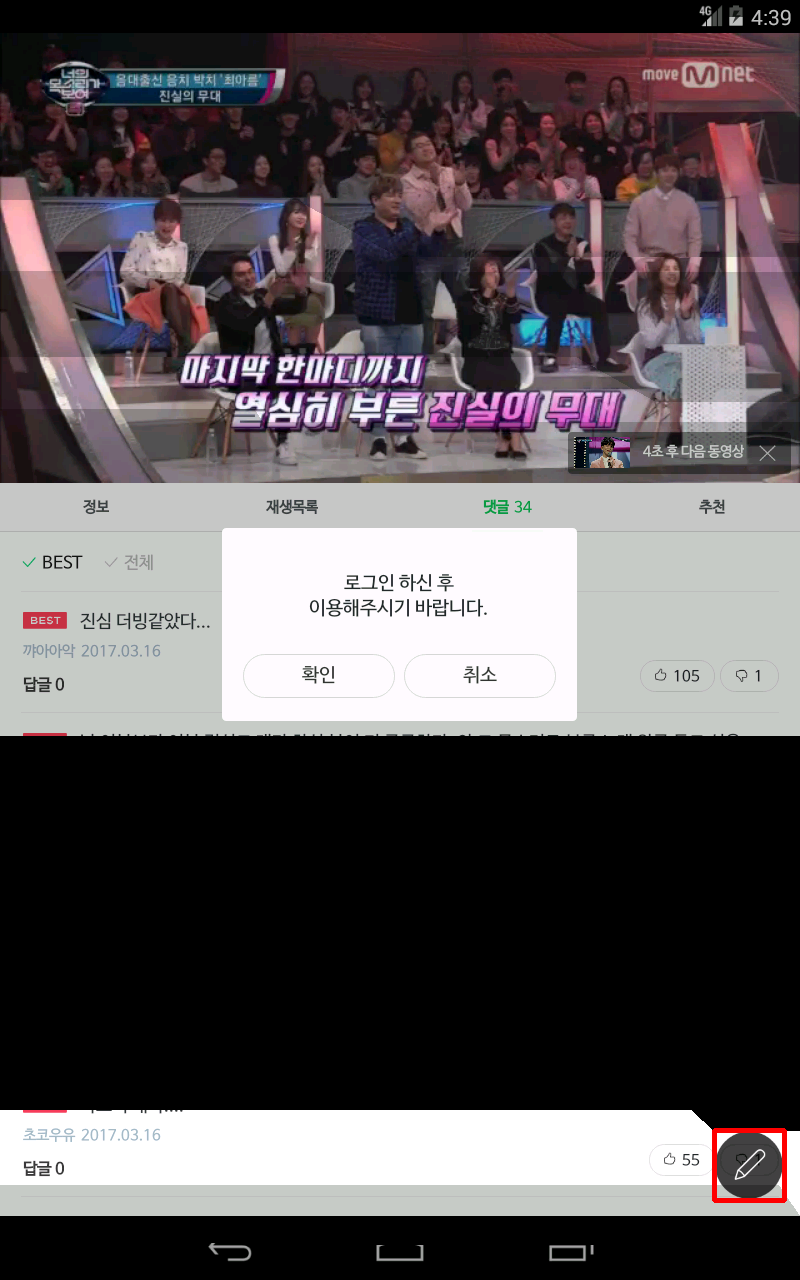 4G 4:39
너의 목소리가 보여
음대출신 음치 박치 '최아름'
진실의 무대
move Mnet
마지막 한마디까지
열심히 부른 진실의 무대
4초 후 다음 동영상
정보 재생목록 댓글 34 추천
BEST 전체
로그인 하신 후
이용해주시기 바랍니다.
확인 취소
BEST 진심 더빙같았다...
꺄아아악 2017.03.16
답글 0
105 1
초코우유 2017.03.16
답글 0
55 1